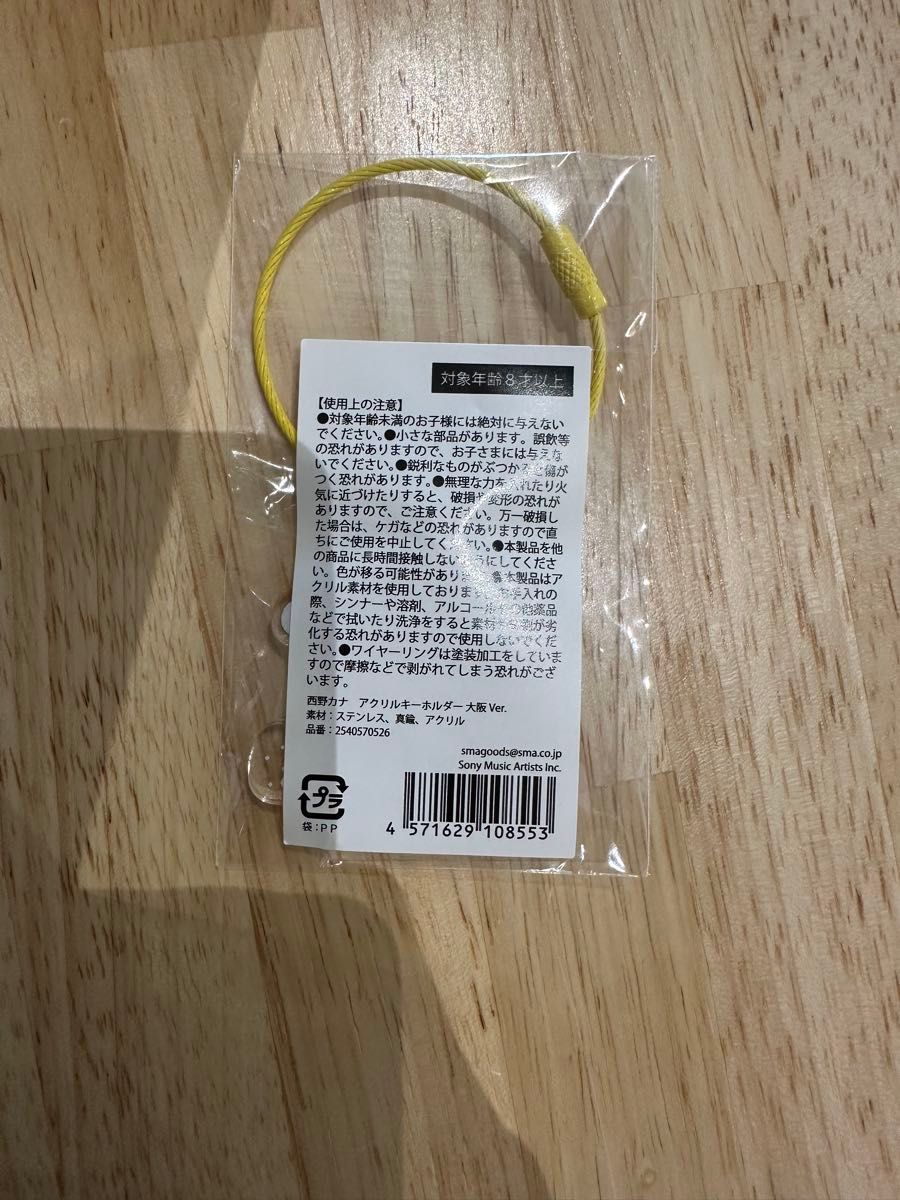 対象年齢8才以上
【使用上の注意】
●対象年齢未満のお子様には絶対に与えない
でください。●小さな部品があります。誤飲等
の恐れがありますので、お子さまには与えな
いでください。●鋭利なものがぶつかると傷が
つく恐れがあります。●無理な力を入れたり火
気に近づけたりすると、破損や変形の恐れが
ありますので、ご注意ください。万一破損し
た場合は、ケガなどの恐れがありますので直
ちにご使用を中止してください。●本製品を他
の商品に長時間接触しないようにしてくださ
い。色が移る可能性があります。●本製品はア
クリル素材を使用しております。お手入れの
際、シンナーや溶剤、アルコールその他薬品
などで拭いたり洗浄をすると素材や印刷が劣
化する恐れがありますので使用しないでくだ
さい。●ワイヤーリングは塗装加工をしていま
すので摩擦などで剥がれてしまう恐れがござ
います。
西野カナ アクリルキーホルダー 大阪 Ver.
素材：ステンレス、真鍮、アクリル
品番：2540570526
smagoods@sma.co.jp
Sony Music Artists Inc.
プラ
袋：PP
4 571629 108553